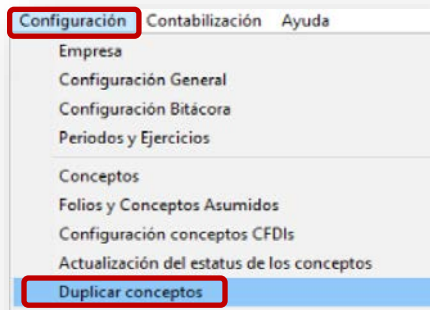 Configuración Contabilización Ayuda
Empresa
Configuración General
Configuración Bitácora
Periodos y Ejercicios
Conceptos
Folios y Conceptos Asumidos
Configuración conceptos CFDIs
Actualización del estatus de los conceptos
Duplicar conceptos